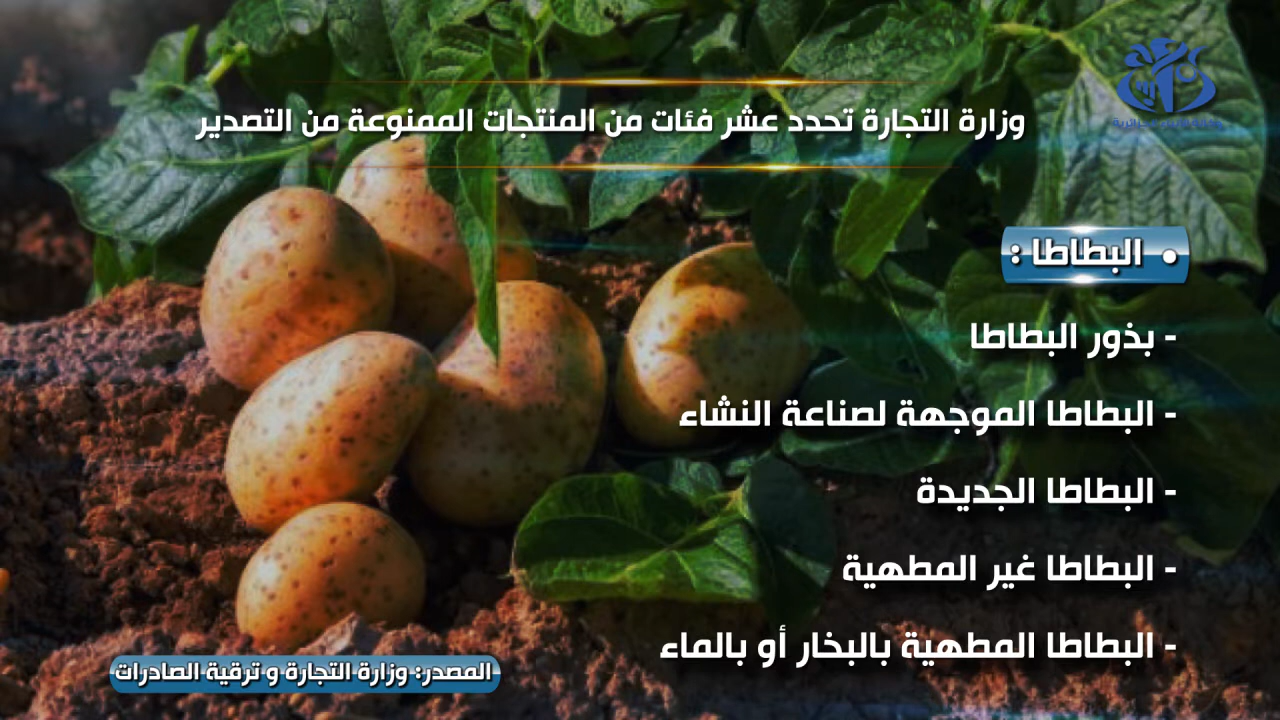 وزارة التجارة تحدد عشر فئات من المنتجات الممنوعة من التصدير
• البطاطا :
- بذور البطاطا
- البطاطا الموجهة لصناعة النشاء
- البطاطا الجديدة
- البطاطا غير المطهية
- البطاطا المطهية بالبخار أو بالماء
المصدر: وزارة التجارة و ترقية الصادرات